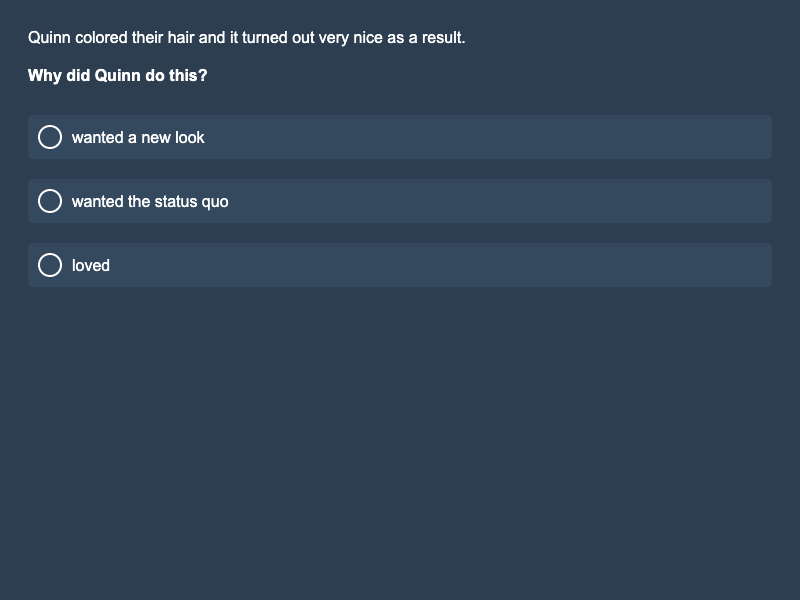 Quinn colored their hair and it turned out very nice as a result.
Why did Quinn do this?
wanted a new look
wanted the status quo
loved